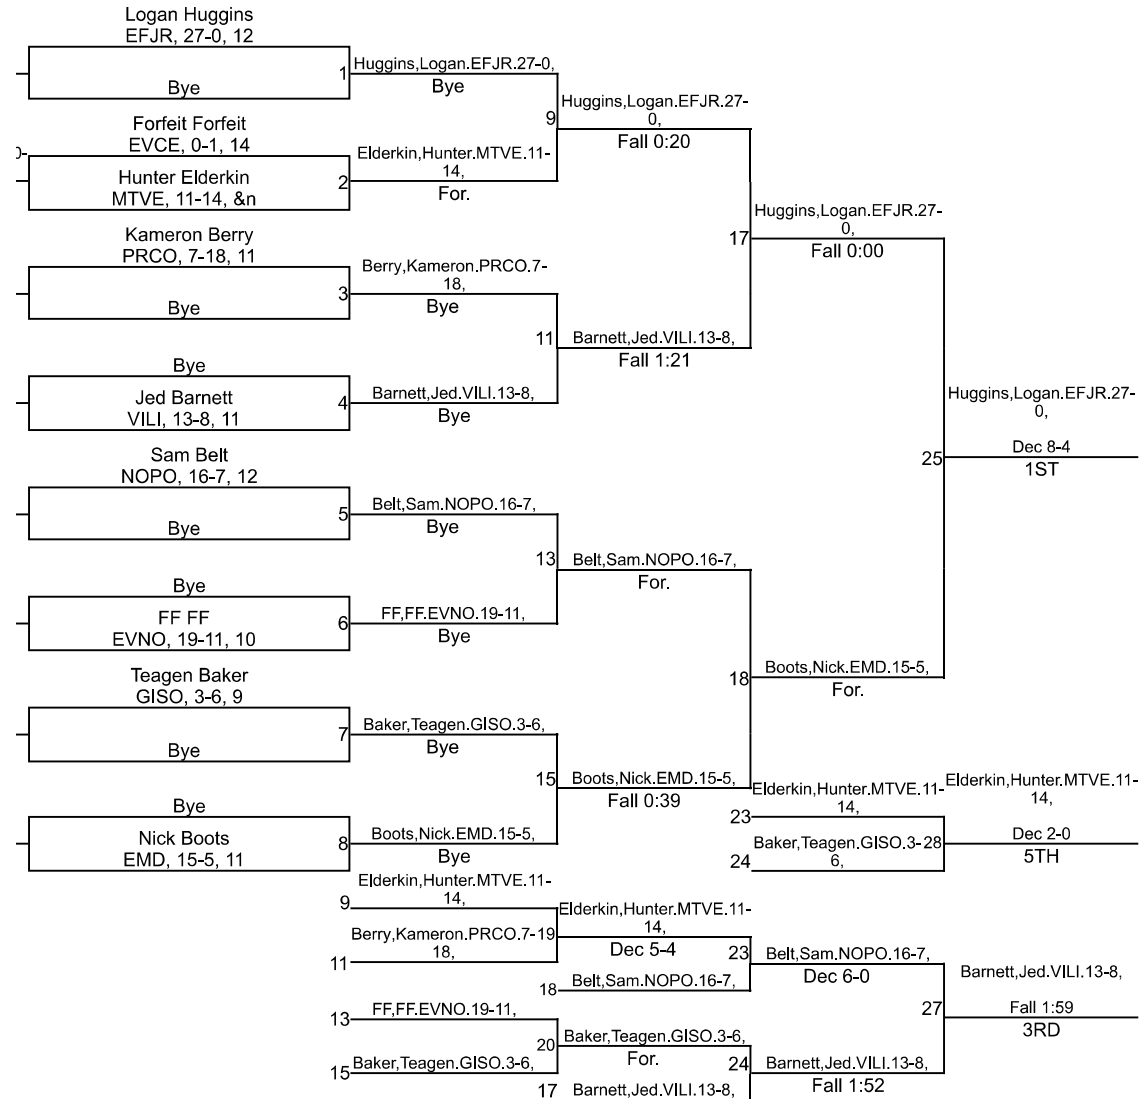 Logan Huggins
EFJR, 27-0, 12
1
Bye
Huggins,Logan.EFJR.27-0,
Bye
Forfeit Forfeit
EVCE, 0-1, 14
0-
Hunter Elderkin
MTVE, 11-14, &n
2
Elderkin,Hunter.MTVE.11-
14,
For.
9
Huggins,Logan.EFJR.27-
0,
Fall 0:20
Kameron Berry
PRCO, 7-18, 11
3
Bye
Berry,Kameron.PRCO.7-
18,
Bye
Bye
Jed Barnett
VILI, 13-8, 11
4
Barnett,Jed.VILI.13-8,
Bye
11
Barnett,Jed.VILI.13-8,
Fall 1:21
17
Huggins,Logan.EFJR.27-
0,
Fall 0:00
Sam Belt
NOPO, 16-7, 12
5
Bye
Belt,Sam.NOPO.16-7,
Bye
Bye
FF FF
EVNO, 19-11, 10
6
FF,FF.EVNO.19-11,
Bye
13
Belt,Sam.NOPO.16-7,
For.
Teagen Baker
GISO, 3-6, 9
7
Bye
Baker,Teagen.GISO.3-6,
Bye
Bye
Nick Boots
EMD, 15-5, 11
8
Boots,Nick.EMD.15-5,
Bye
15
Boots,Nick.EMD.15-5,
Fall 0:39
18
Boots,Nick.EMD.15-5,
For.
25
Huggins,Logan.EFJR.27-
0,
Dec 8-4
1ST
23
Elderkin,Hunter.MTVE.11-
14,
24
Baker,Teagen.GISO.3-
6,
28
Elderkin,Hunter.MTVE.11-
14,
Dec 2-0
5TH
9
Elderkin,Hunter.MTVE.11-
14,
11
Berry,Kameron.PRCO.7-
18,
19
Elderkin,Hunter.MTVE.11-
14,
Dec 5-4
18
Belt,Sam.NOPO.16-7,
23
Belt,Sam.NOPO.16-7,
Dec 6-0
13
FF,FF.EVNO.19-11,
15
Baker,Teagen.GISO.3-6,
20
Baker,Teagen.GISO.3-6,
For.
17
Barnett,Jed.VILI.13-8,
24
Barnett,Jed.VILI.13-8,
Fall 1:52
27
Barnett,Jed.VILI.13-8,
Fall 1:59
3RD